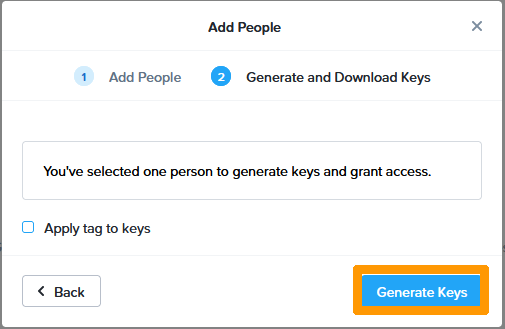 Add People
1 Add People 2 Generate and Download Keys
You've selected one person to generate keys and grant access.
Apply tag to keys
Back Generate Keys